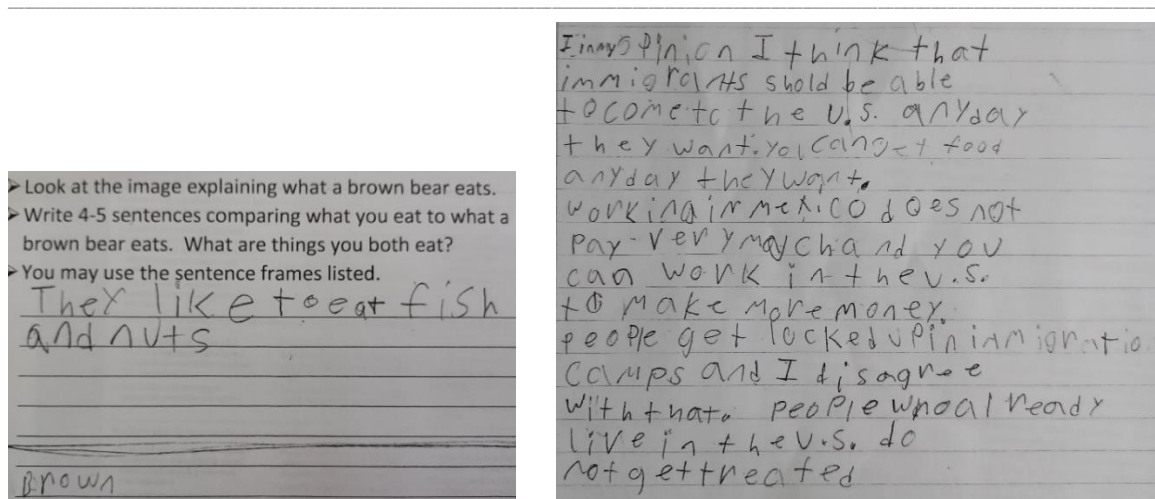 ➢ Look at the image explaining what a brown bear eats.
➢ Write 4-5 sentences comparing what you eat to what a
brown bear eats. What are things you both eat?
➢ You may use the sentence frames listed.
They like to eat fish
and nuts
Brown
I inmy opinion I think that
immigrants shold be able
to come to the U.S. anyday
they want. you can get food
anyday they want.
working in mexico does not
pay very mych and you
can work in the U.S.
to make more money.
people get locked up in inmigratio
camps and I disagree
with that. people who already
live in the U.S. do
not get treated